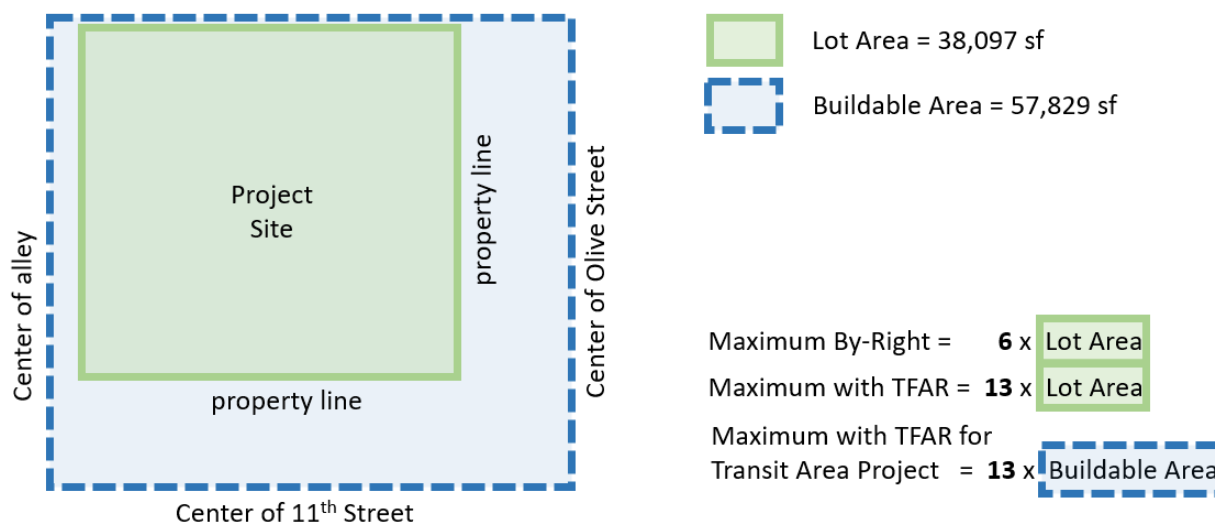 Lot Area = 38,097 sf
Buildable Area = 57,829 sf
Project
Site
property line
property line
Center of alley
Center of Olive Street
Center of 11th Street
Maximum By-Right = 6 x Lot Area
Maximum with TFAR = 13 x Lot Area
Maximum with TFAR for
Transit Area Project = 13 x Buildable Area